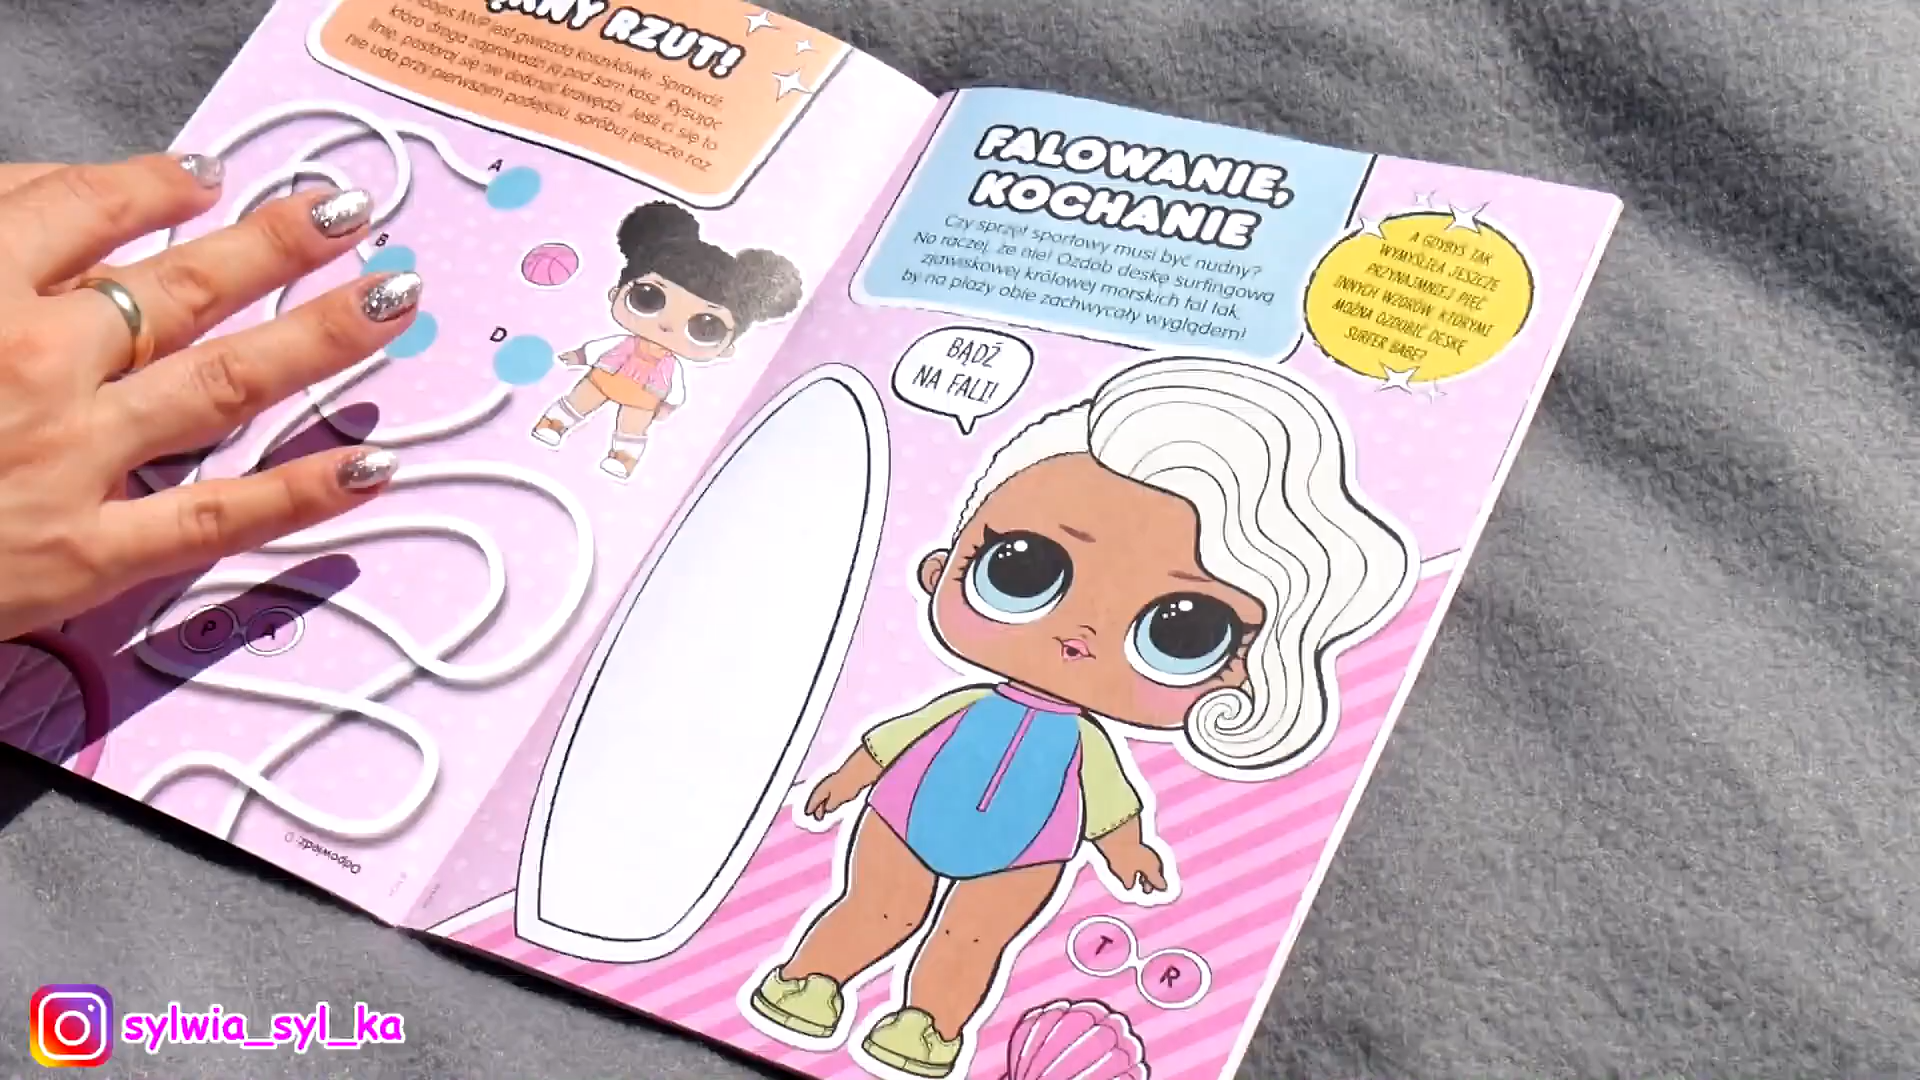 RZUT!
MVP jest gwiazdą koszykówki. Sprawdź,
która droga zaprowadzi ją pod sam kosz. Rysując
linię, postaraj się nie dotknąć krawędzi. Jeśli ci się to
nie uda przy pierwszym podejściu, spróbuj jeszcze raz.
A
B
D
P A
Odpowiedź: D
FALOWANIE,
KOCHANIE
Czy sprzęt sportowy musi być nudny?
No raczej, że nie! Ozdób deskę surfingową
zjawiskowej królowej morskich fal tak,
by na plaży obie zachwycały wyglądem!
A GDYBYŚ TAK
WYMYŚLIŁA JESZCZE
PRZYNAJMNIEJ PIĘĆ
INNYCH WZORÓW, KTÓRYMI
MOŻNA OZDOBIĆ DESKĘ
SURFER BABE?
BĄDŹ
NA FALI!
T R
sylwia_syl_ka